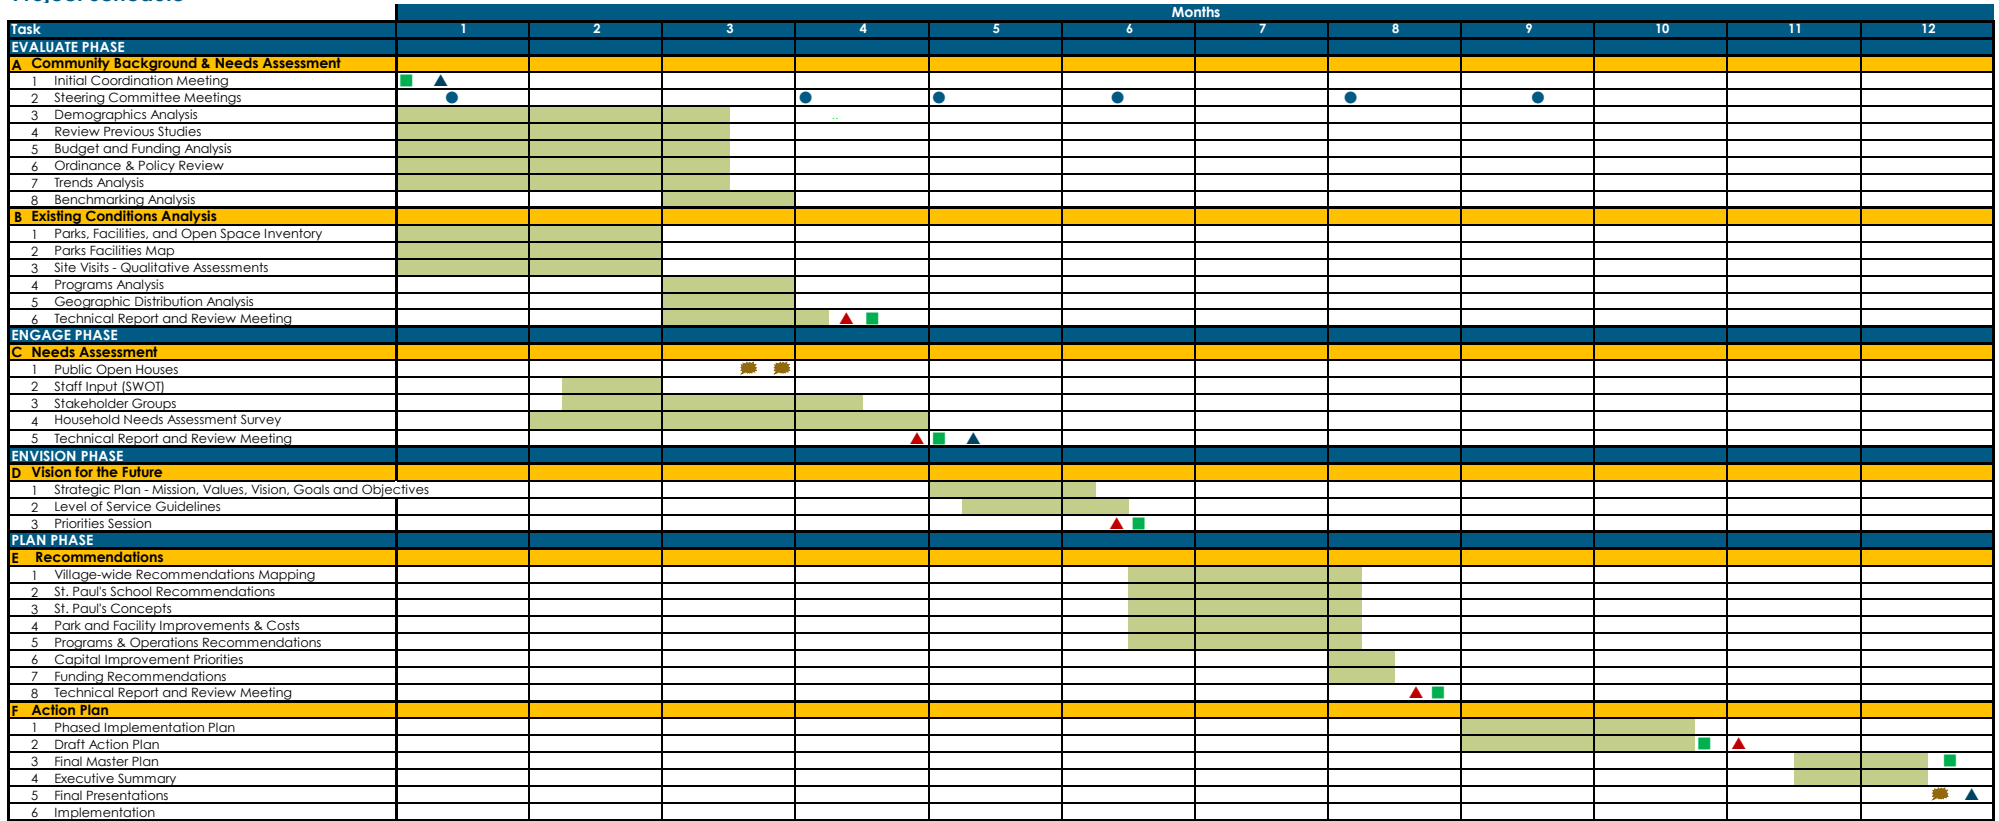 Project Schedule
Months
Task 1 2 3 4 5 6 7 8 9 10 11 12
EVALUATE PHASE
A Community Background & Needs Assessment
1 Initial Coordination Meeting
2 Steering Committee Meetings
3 Demographics Analysis
4 Review Previous Studies
5 Budget and Funding Analysis
6 Ordinance & Policy Review
7 Trends Analysis
8 Benchmarking Analysis
B Existing Conditions Analysis
1 Parks, Facilities, and Open Space Inventory
2 Parks Facilities Map
3 Site Visits - Qualitative Assessments
4 Programs Analysis
5 Geographic Distribution Analysis
6 Technical Report and Review Meeting
ENGAGE PHASE
C Needs Assessment
1 Public Open Houses
2 Staff Input (SWOT)
3 Stakeholder Groups
4 Household Needs Assessment Survey
5 Technical Report and Review Meeting
ENVISION PHASE
D Vision for the Future
1 Strategic Plan - Mission, Values, Vision, Goals and Objectives
2 Level of Service Guidelines
3 Priorities Session
PLAN PHASE
E Recommendations
1 Village-wide Recommendations Mapping
2 St. Paul's School Recommendations
3 St. Paul's Concepts
4 Park and Facility Improvements & Costs
5 Programs & Operations Recommendations
6 Capital Improvement Priorities
7 Funding Recommendations
8 Technical Report and Review Meeting
F Action Plan
1 Phased Implementation Plan
2 Draft Action Plan
3 Final Master Plan
4 Executive Summary
5 Final Presentations
6 Implementation